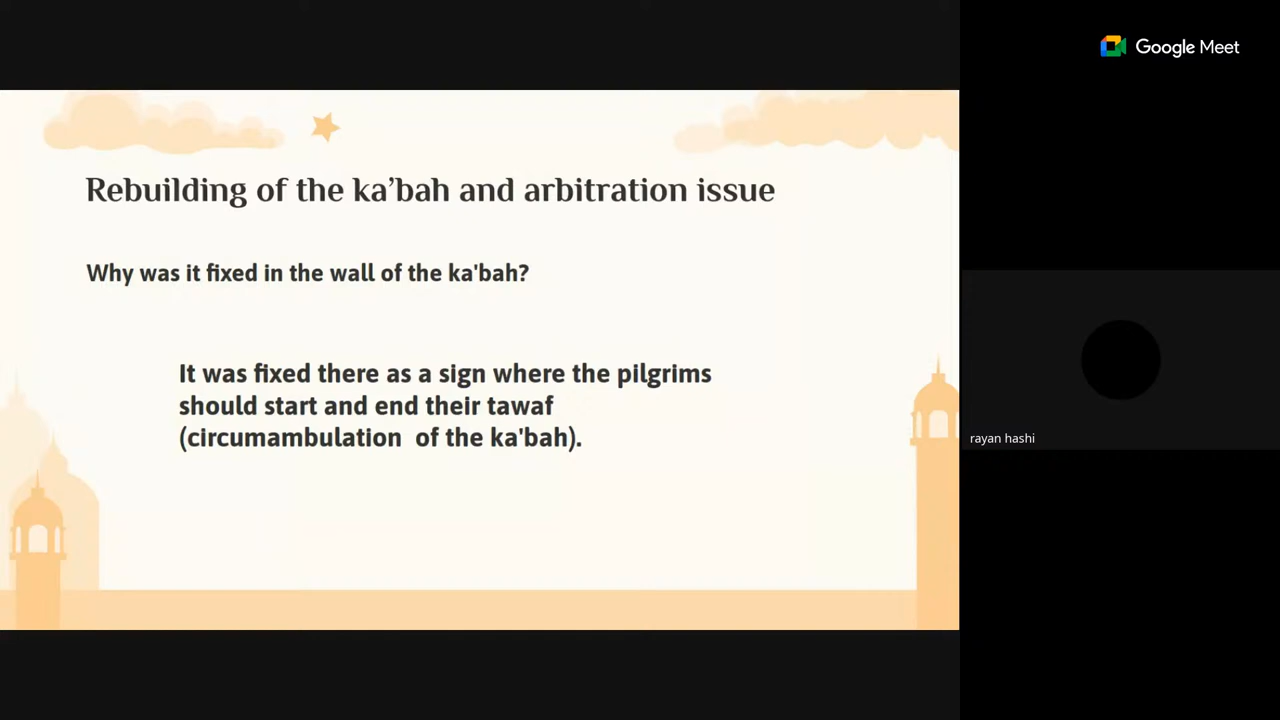 Google Meet
Rebuilding of the ka’bah and arbitration issue
Why was it fixed in the wall of the ka'bah?
It was fixed there as a sign where the pilgrims
should start and end their tawaf
(circumambulation  of the ka'bah).
rayan hashi